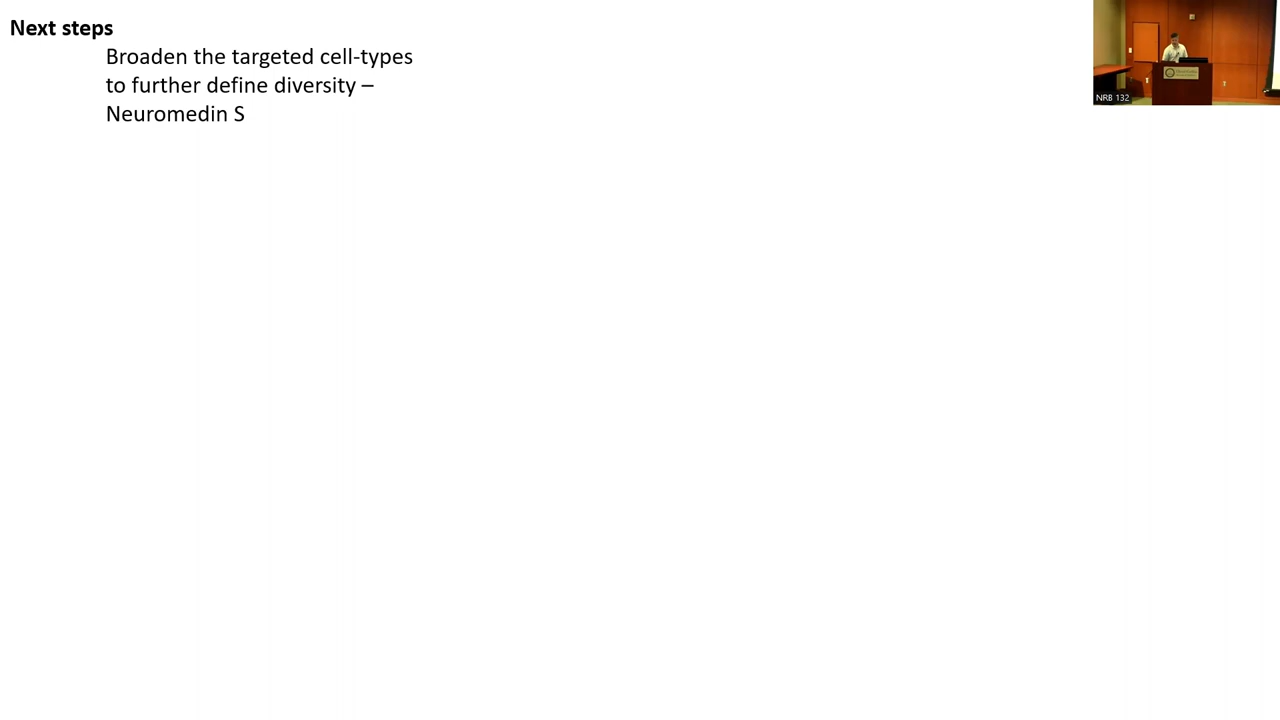 Next steps
Broaden the targeted cell-types
to further define diversity –
Neuromedin S
NRB 132